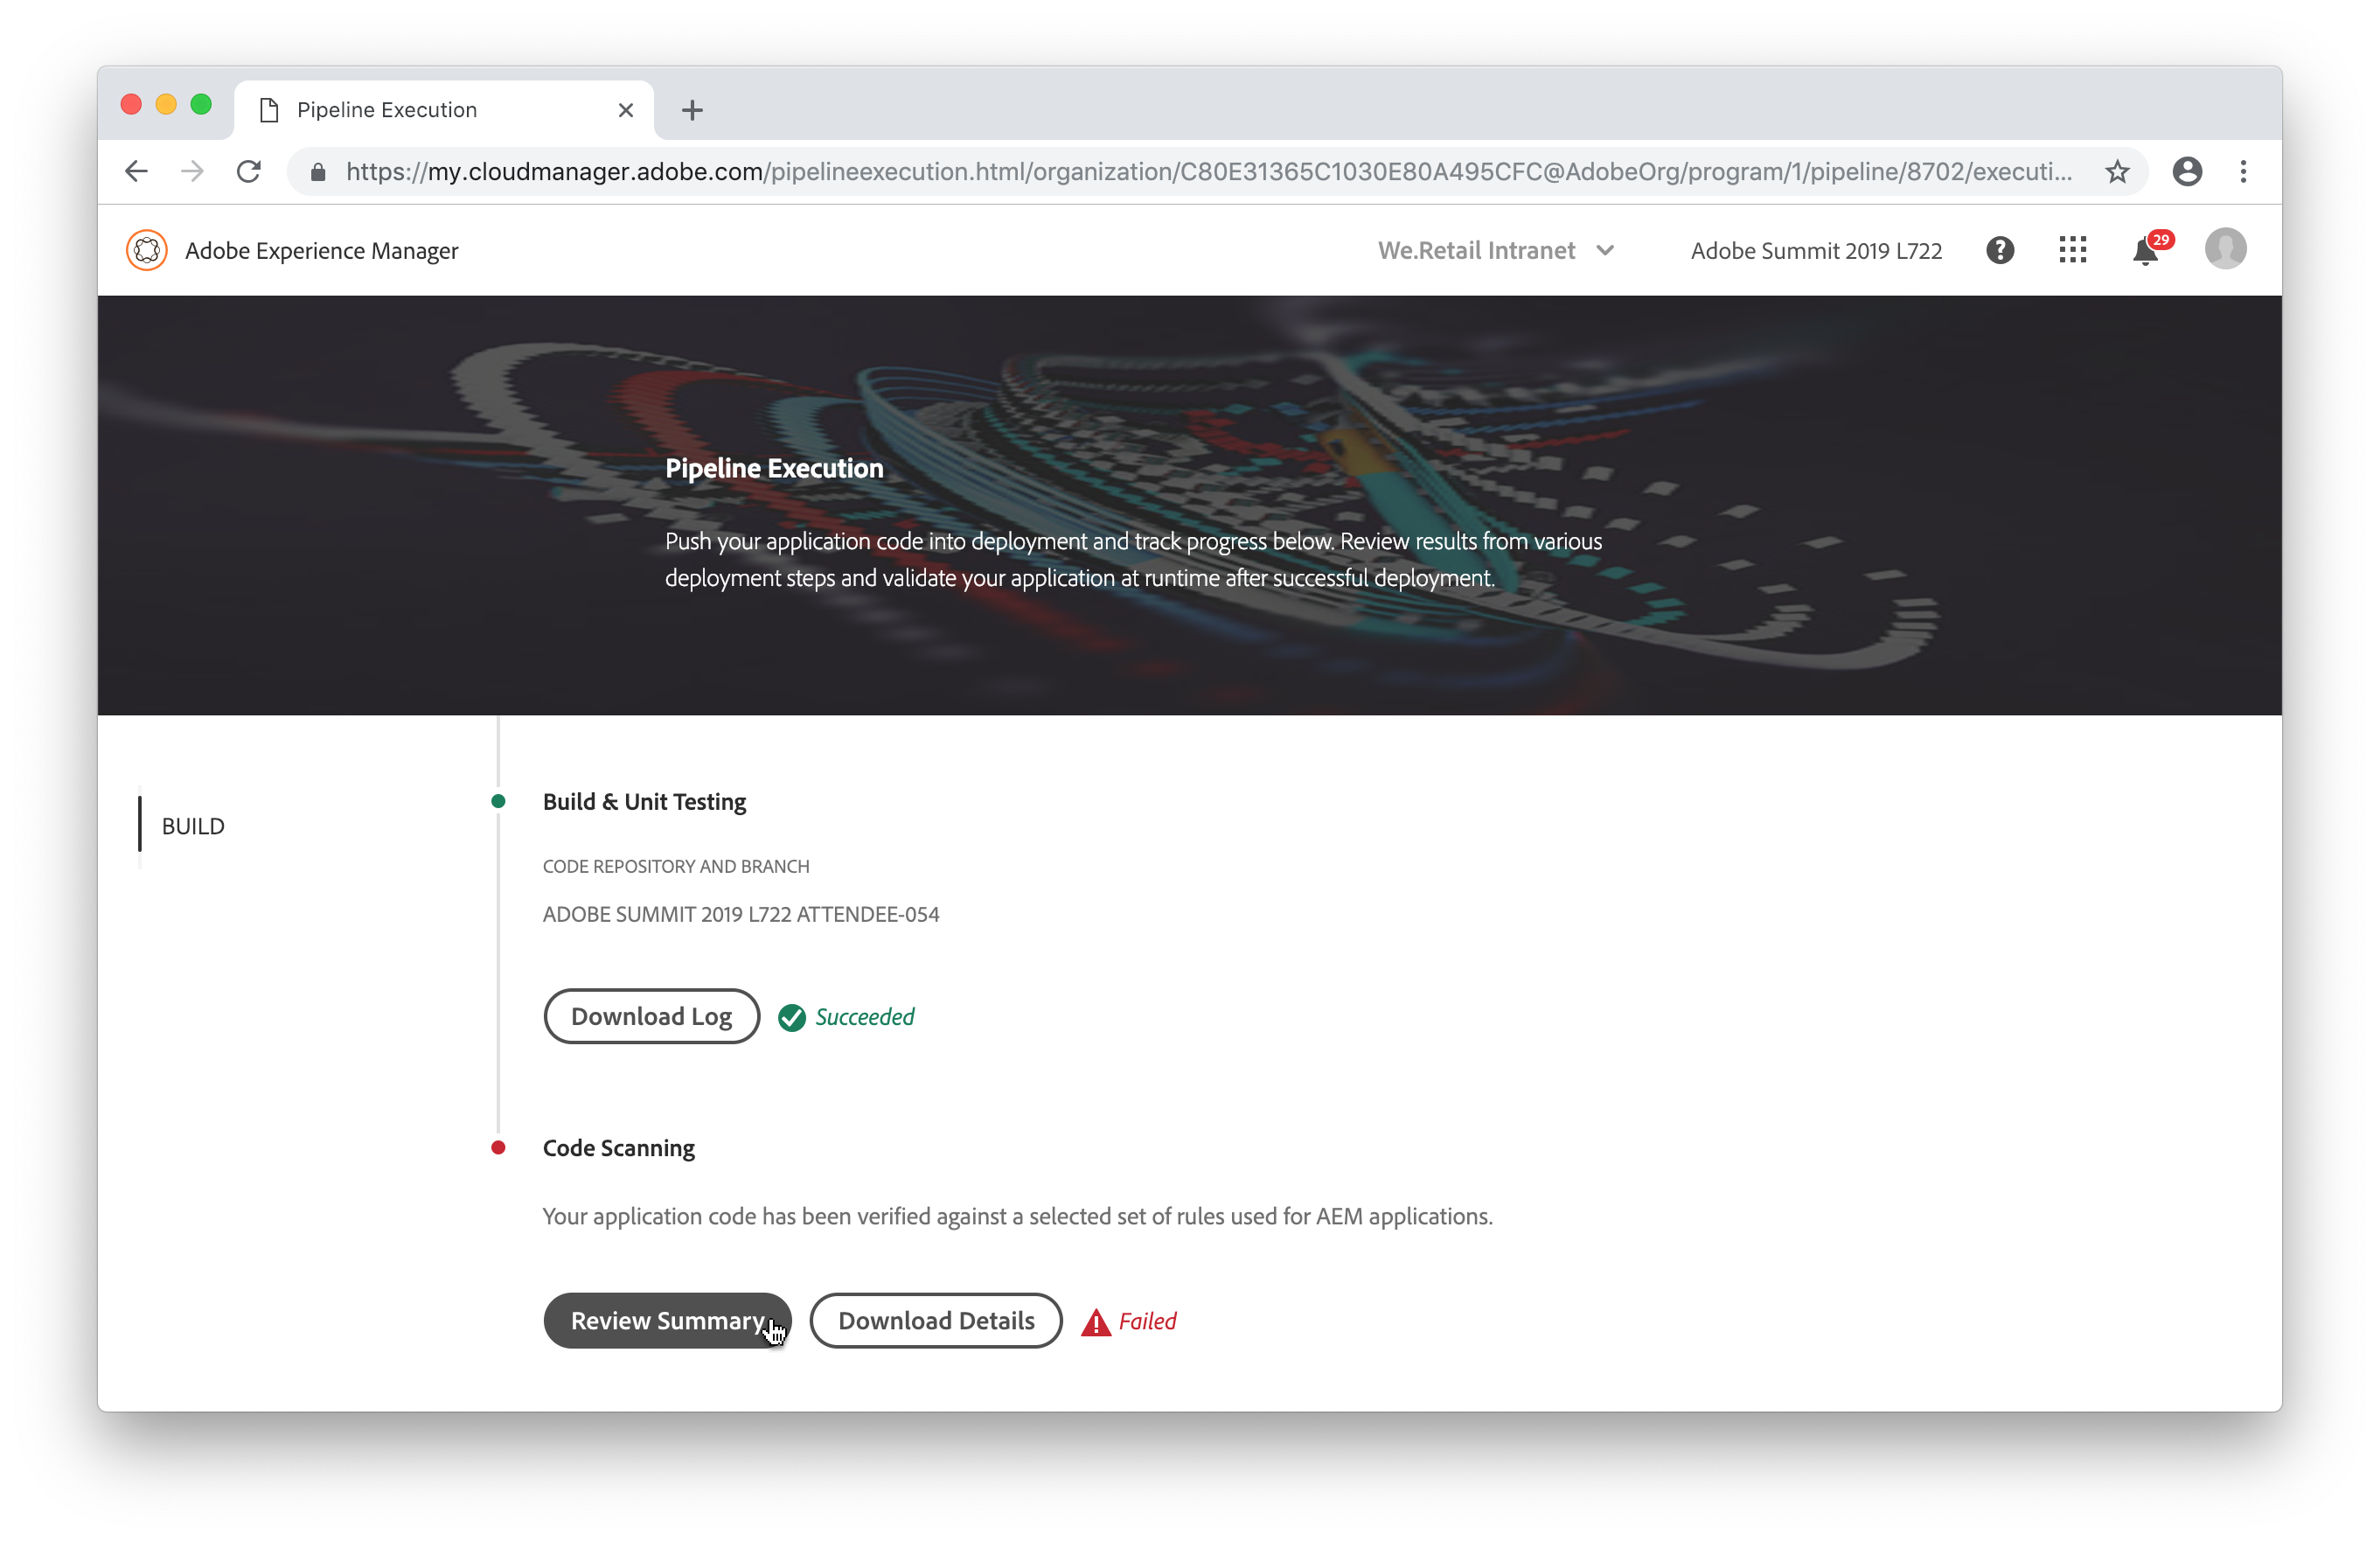 Pipeline Execution
https://my.cloudmanager.adobe.com/pipelineexecution.html/organization/C80E31365C1030E80A495CFC@AdobeOrg/program/1/pipeline/8702/executi...
Adobe Experience Manager
We.Retail Intranet
Adobe Summit 2019 L722
29
Pipeline Execution
Push your application code into deployment and track progress below. Review results from various
deployment steps and validate your application at runtime after successful deployment.
BUILD
Build & Unit Testing
CODE REPOSITORY AND BRANCH
ADOBE SUMMIT 2019 L722 ATTENDEE-054
Download Log
Succeeded
Code Scanning
Your application code has been verified against a selected set of rules used for AEM applications.
Review Summary
Download Details
Failed